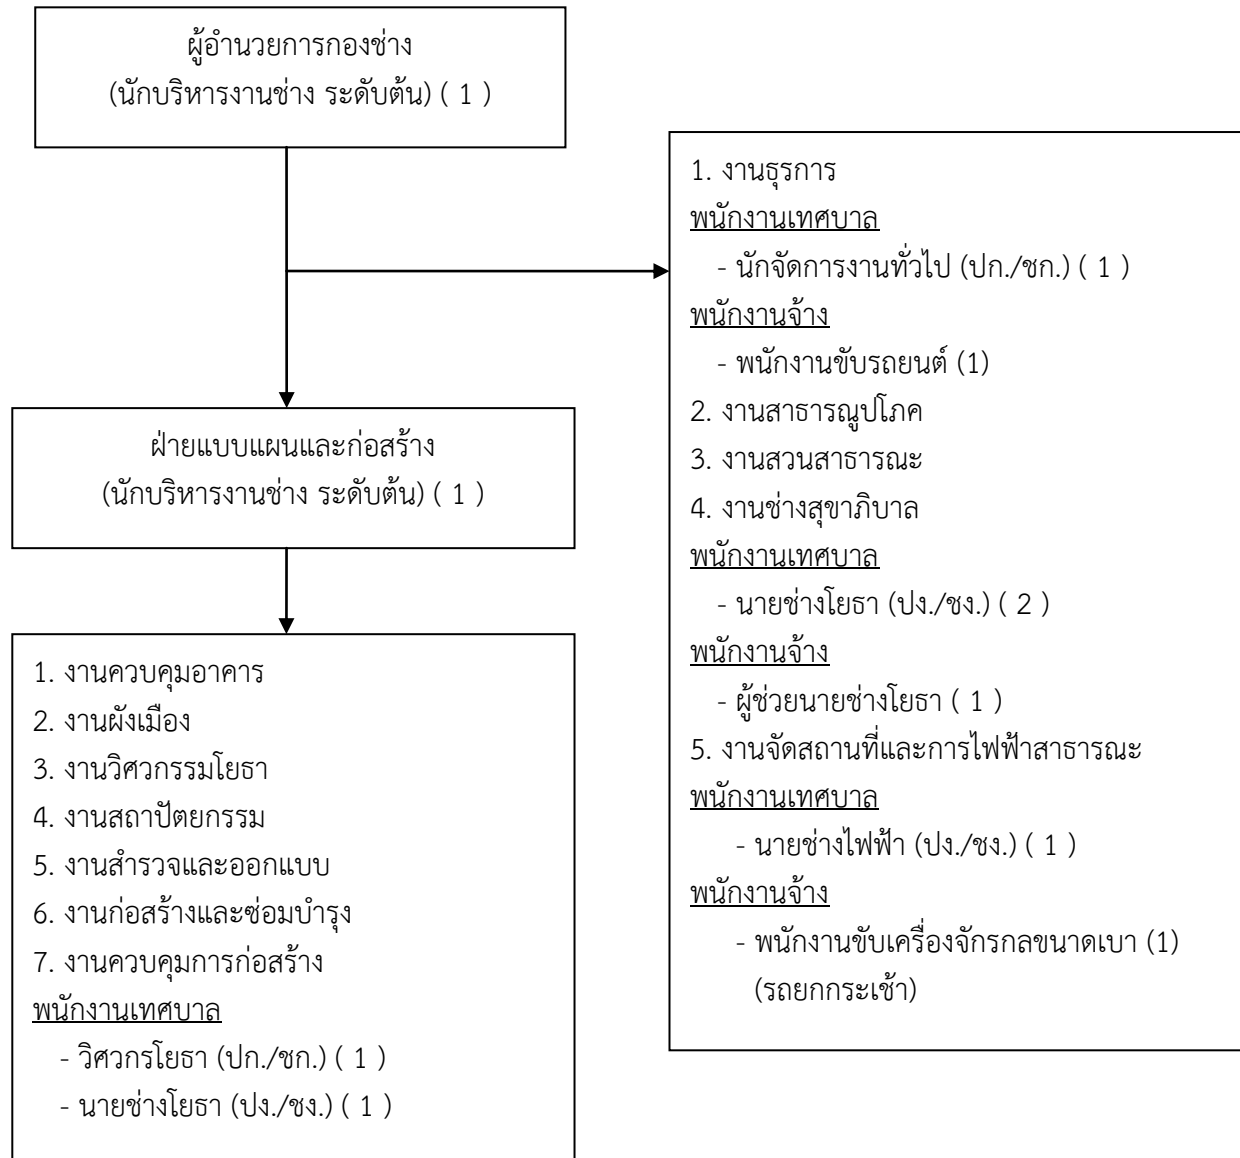 ผู้อำนวยการกองช่าง
(นักบริหารงานช่าง ระดับต้น) ( 1 )
1. งานธุรการ
พนักงานเทศบาล
- นักจัดการงานทั่วไป (ปก./ชก.) ( 1 )
พนักงานจ้าง
- พนักงานขับรถยนต์ (1)
2. งานสาธารณูปโภค
3. งานสวนสาธารณะ
4. งานช่างสุขาภิบาล
พนักงานเทศบาล
- นายช่างโยธา (ปง./ชง.) ( 2 )
พนักงานจ้าง
- ผู้ช่วยนายช่างโยธา ( 1 )
5. งานจัดสถานที่และการไฟฟ้าสาธารณะ
พนักงานเทศบาล
- นายช่างไฟฟ้า (ปง./ชง.) ( 1 )
พนักงานจ้าง
- พนักงานขับเครื่องจักรกลขนาดเบา (1)
(รถยกกระเช้า)
ฝ่ายแบบแผนและก่อสร้าง
(นักบริหารงานช่าง ระดับต้น) ( 1 )
1. งานควบคุมอาคาร
2. งานผังเมือง
3. งานวิศวกรรมโยธา
4. งานสถาปัตยกรรม
5. งานสำรวจและออกแบบ
6. งานก่อสร้างและซ่อมบำรุง
7. งานควบคุมการก่อสร้าง
พนักงานเทศบาล
- วิศวกรโยธา (ปก./ชก.) ( 1 )
- นายช่างโยธา (ปง./ชง.) ( 1 )